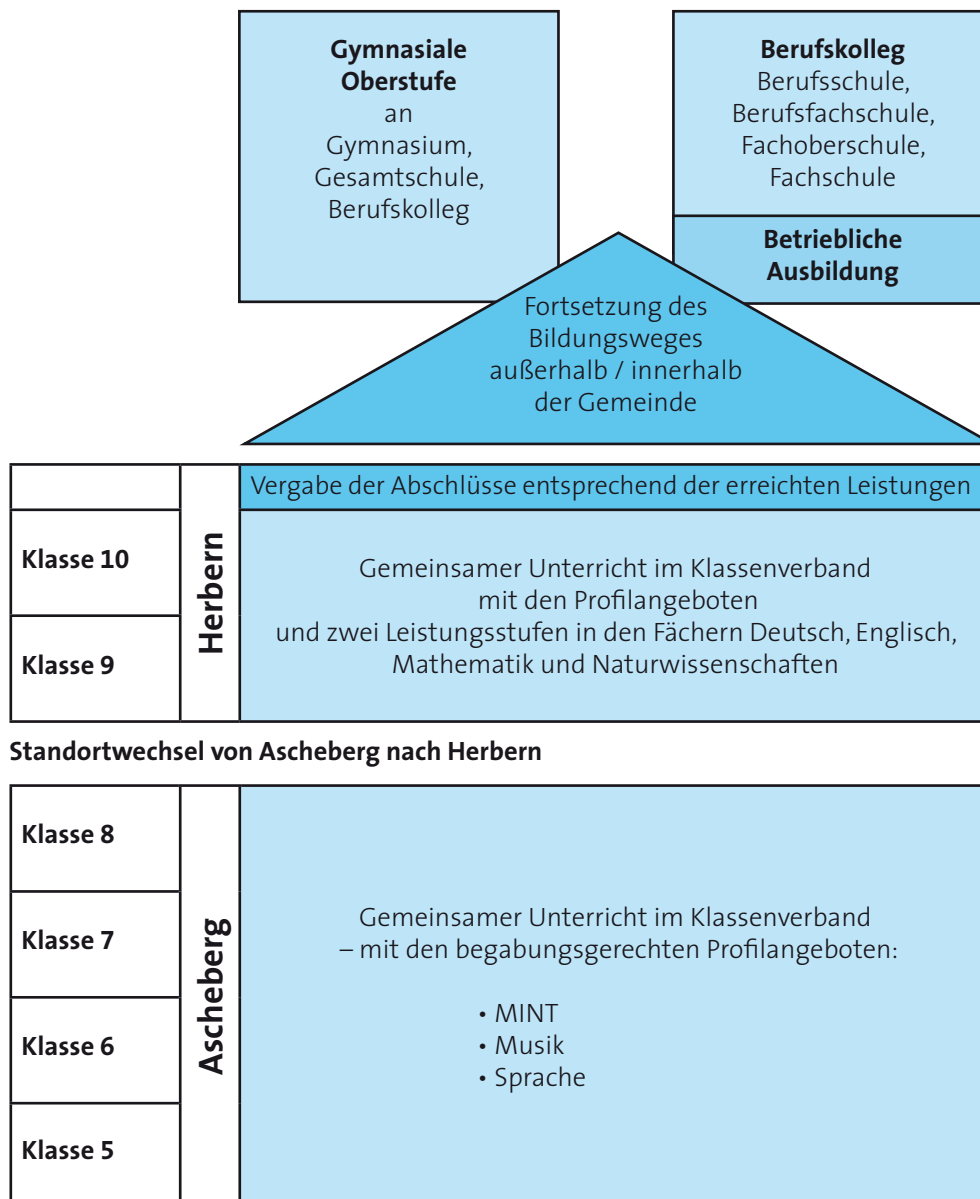 Gymnasiale
Oberstufe
an
Gymnasium,
Gesamtschule,
Berufskolleg
Berufskolleg
Berufsschule,
Berufsfachschule,
Fachoberschule,
Fachschule
Betriebliche
Ausbildung
Fortsetzung des
Bildungsweges
außerhalb / innerhalb
der Gemeinde
Vergabe der Abschlüsse entsprechend der erreichten Leistungen
Klasse 10
Klasse 9
Herbern
Gemeinsamer Unterricht im Klassenverband
mit den Profilangeboten
und zwei Leistungsstufen in den Fächern Deutsch, Englisch,
Mathematik und Naturwissenschaften
Standortwechsel von Ascheberg nach Herbern
Klasse 8
Klasse 7
Klasse 6
Klasse 5
Ascheberg
Gemeinsamer Unterricht im Klassenverband
– mit den begabungsgerechten Profilangeboten:
• MINT
• Musik
• Sprache